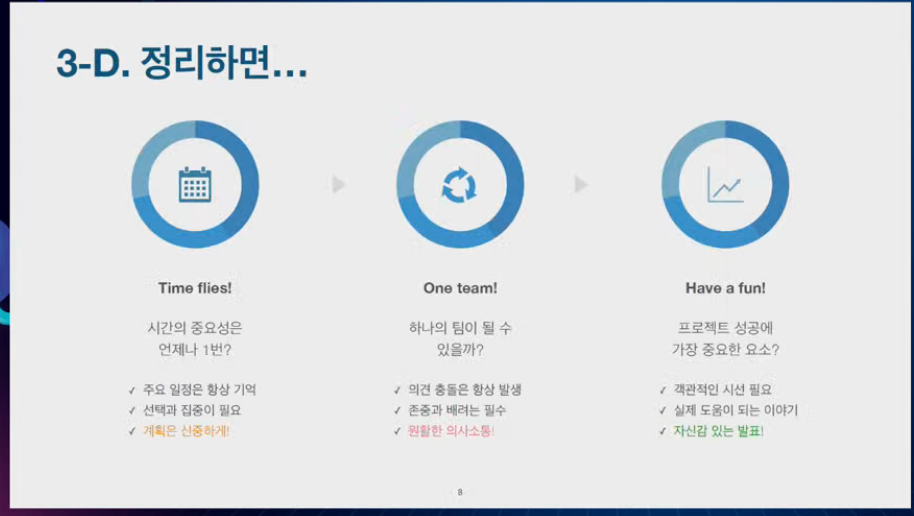 3-D. 정리하면...
Time flies!
시간의 중요성은
언제나 1번?
✓ 주요 일정은 항상 기억
✓ 선택과 집중이 필요
✓ 계획은 신중하게!
One team!
하나의 팀이 될 수
있을까?
✓ 의견 충돌은 항상 발생
✓ 존중과 배려는 필수
✓ 원활한 의사소통!
Have a fun!
프로젝트 성공에
가장 중요한 요소?
✓ 객관적인 시선 필요
✓ 실제 도움이 되는 이야기
✓ 자신감 있는 발표!
8